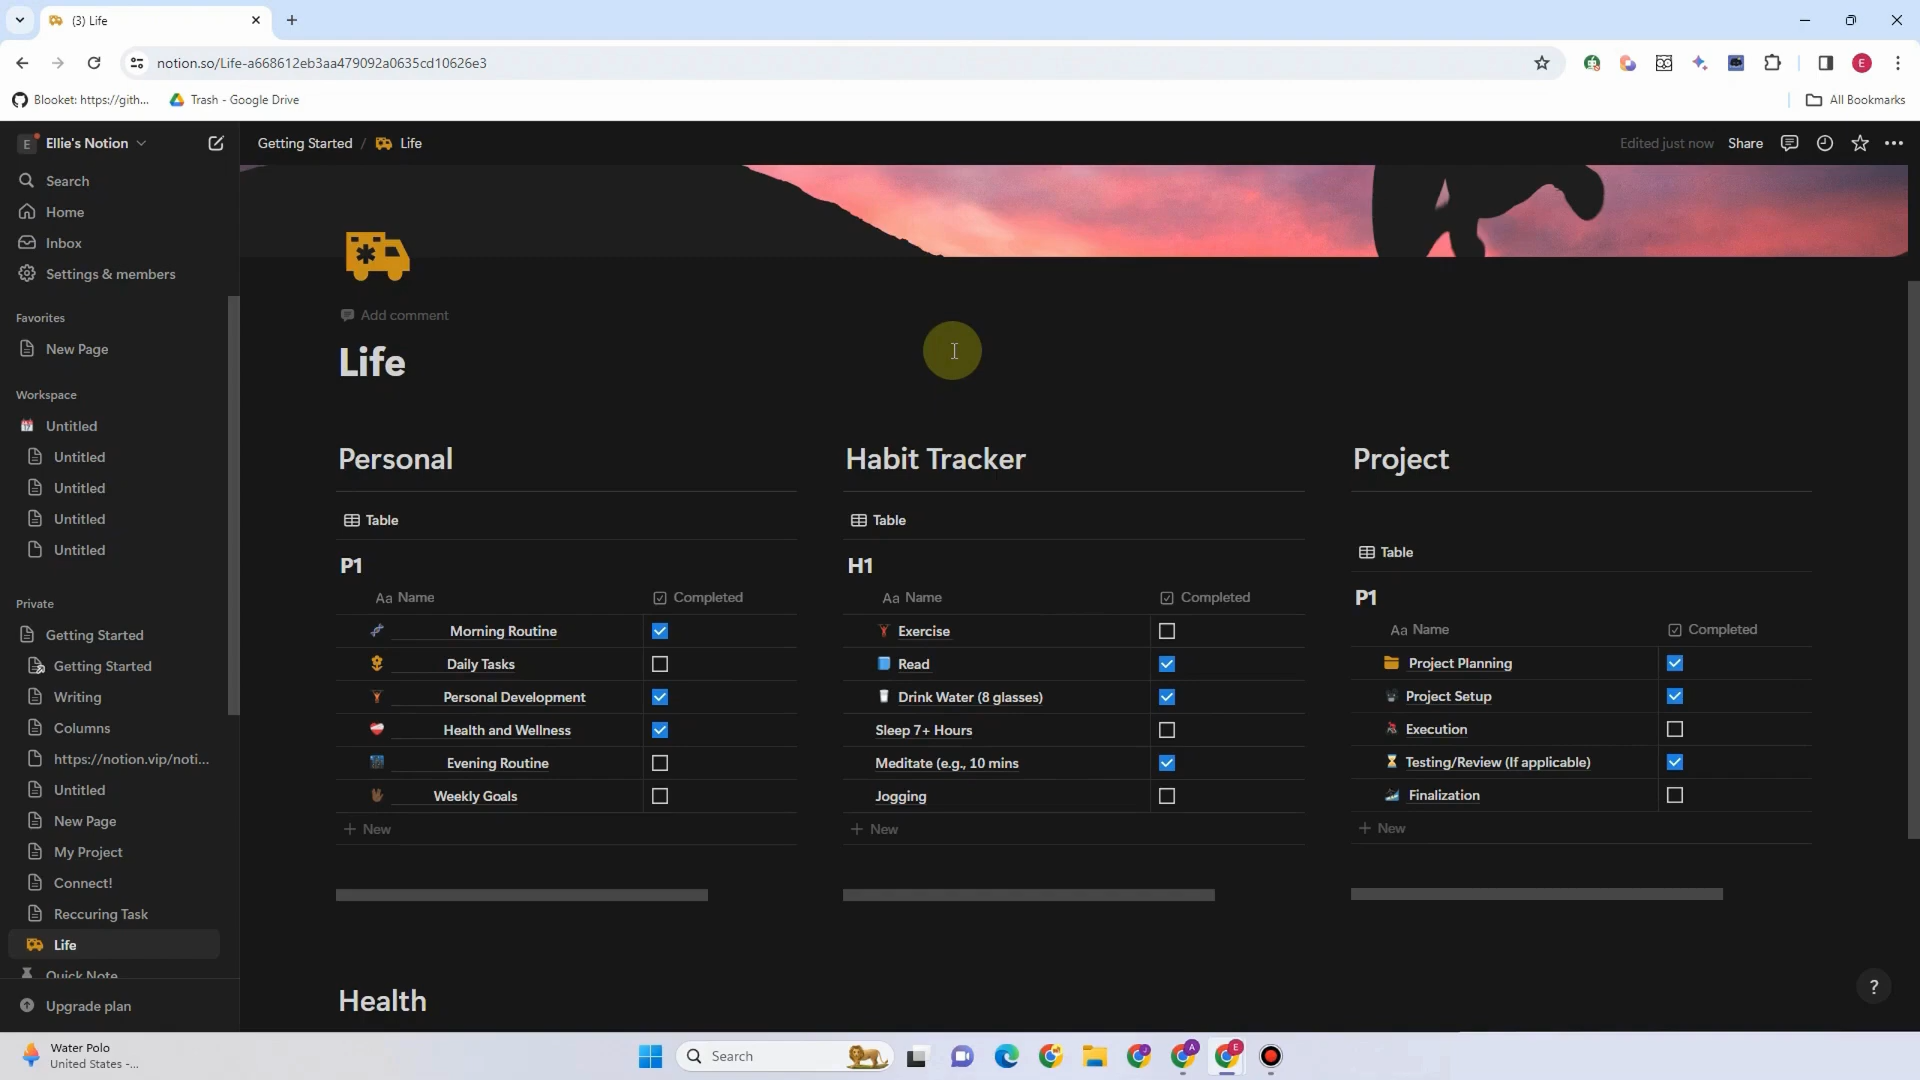 (3) Life
notion.so/Life-a668612eb3aa479092a0635cd10626e3
E
Blooket: https://gith...
Trash - Google Drive
All Bookmarks
E
Ellie's Notion
Search
Home
Inbox
Settings & members
Favorites
New Page
Workspace
Untitled
Untitled
Untitled
Untitled
Untitled
Private
Getting Started
Getting Started
Writing
Columns
https://notion.vip/noti...
Untitled
New Page
My Project
Connect!
Reccuring Task
Life
Quick Note
Upgrade plan
Getting Started / Life
Edited just now
Share
Add comment
Life
Personal
Table
P1
Aa Name
Completed
Morning Routine
Daily Tasks
Personal Development
Health and Wellness
Evening Routine
Weekly Goals
+ New
Habit Tracker
Table
H1
Aa Name
Completed
Exercise
Read
Drink Water (8 glasses)
Sleep 7+ Hours
Meditate (e.g., 10 mins
Jogging
+ New
Project
Table
P1
Aa Name
Completed
Project Planning
Project Setup
Execution
Testing/Review (If applicable)
Finalization
+ New
Health
?
Water Polo
United States -...
Search
J
A
E